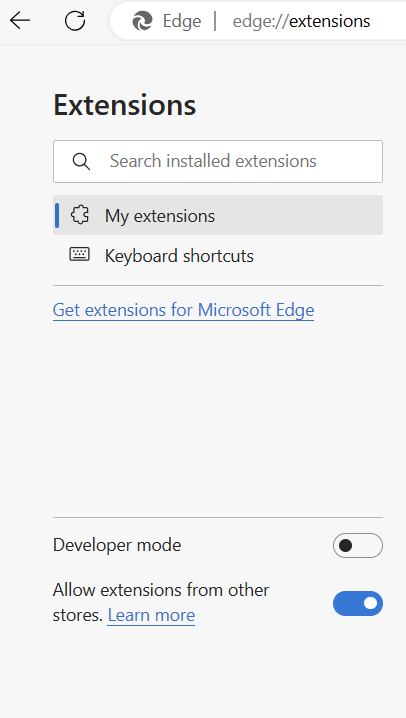 Edge | edge://extensions
Extensions
Search installed extensions
My extensions
Keyboard shortcuts
Get extensions for Microsoft Edge
Developer mode
Allow extensions from other
stores. Learn more